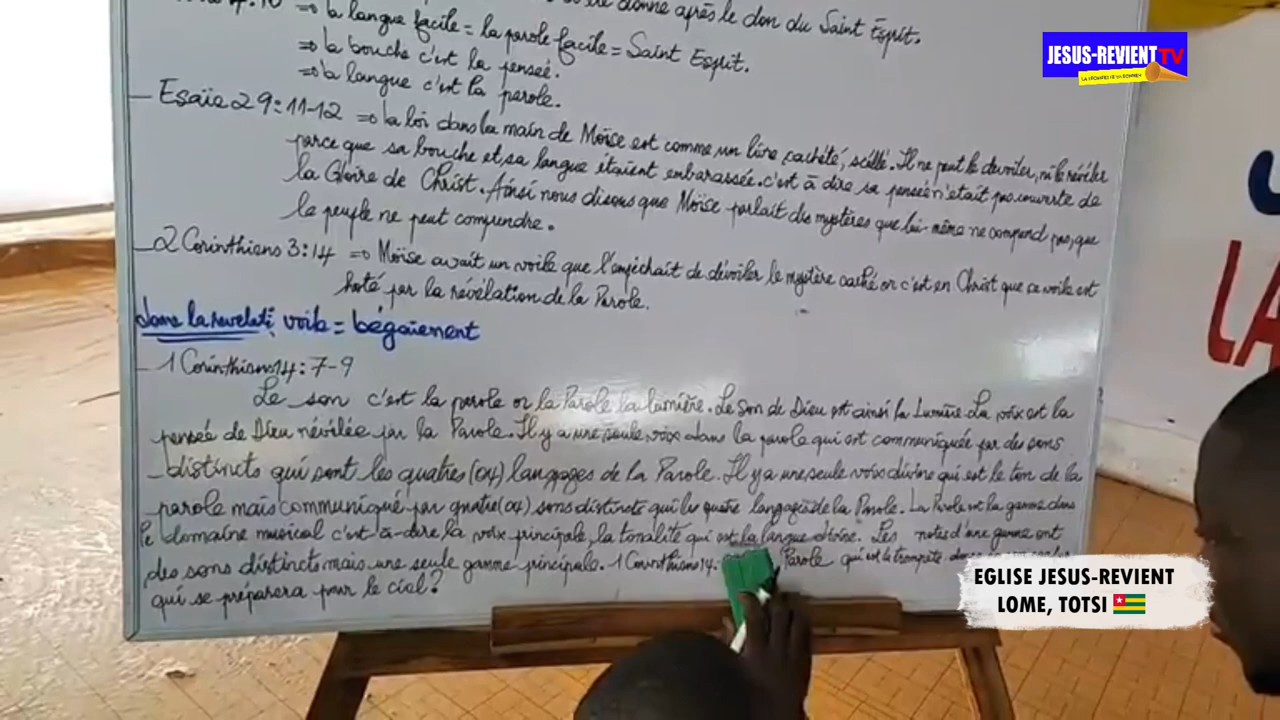 donné après le don du Saint Esprit.
=> la langue facile = la parole facile = Saint Esprit.
=> la bouche c'est la pensée.
=> la langue c'est la parole.
— Esaïe 29:11-12 => la loi dans la main de Moïse est comme un livre cacheté, scéllé. Il ne peut le dévoiler, ni le révéler
parce que sa bouche et sa langue étaient embarassée. c'est à dire sa pensée n'était pas ouverte de
la Gloire de Christ. Ainsi nous disons que Moïse parlait des mystères que lui même ne compend pas, que
le peuple ne peut comprendre.
— 2 Corinthiens 3:14 => Moïse avait un voile que l'empêchait de dévoiler le mystère caché or c'est en Christ que ce voile est
hoté par la révélation de la Parole.
voile = bégaiement
— 1 Corinthiens 14: 7-9
Le son c'est la parole or la Parole la lumière. Le son de Dieu est ainsi la Lumière. La voix est la
pensée de Dieu révélée par la Parole. Il y a une seule voix dans la parole qui est communiquée par des sons
distincts qui sont les quatres (04) langages de la Parole. Il y a une seule voix divine qui est le ton de la
parole mais communiqué par quatre (04) sons distincts qui les quatre langages de la Parole. La Parole est la gamme dans
le domaine musical c'est-à-dire la voix principale, la tonalité qui est la langue divine. Les notes d'une gamme ont
des sons distincts mais une seule gamme principale. 1 Corinthiens 14: Parole qui est la trompète
qui se préparera pour le ciel?
JESUS-REVIENT TV
EGLISE JESUS-REVIENT
LOME, TOTSI